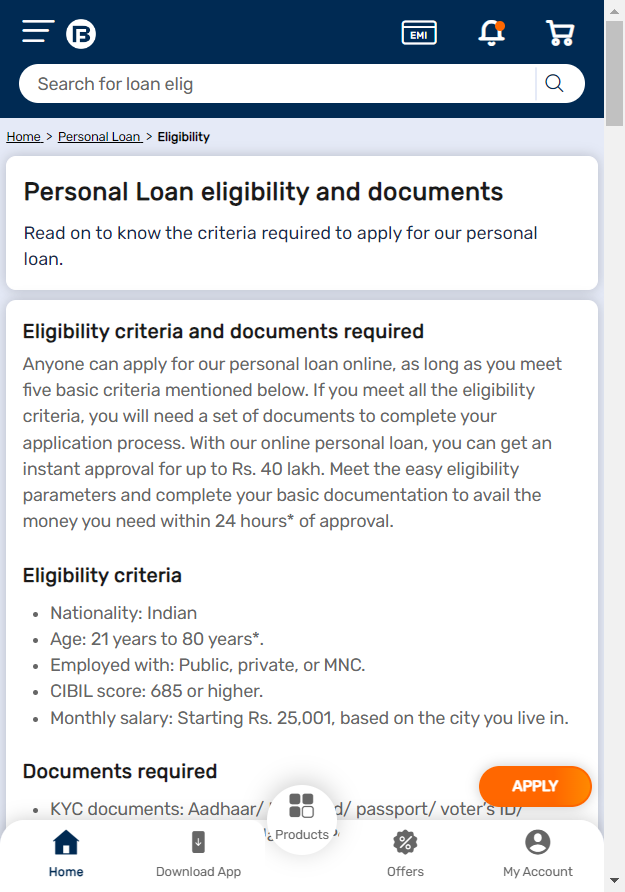 EMI
Search for loan elig
Home > Personal Loan > Eligibility
Personal Loan eligibility and documents
Read on to know the criteria required to apply for our personal
loan.
Eligibility criteria and documents required
Anyone can apply for our personal loan online, as long as you meet
five basic criteria mentioned below. If you meet all the eligibility
criteria, you will need a set of documents to complete your
application process. With our online personal loan, you can get an
instant approval for up to Rs. 40 lakh. Meet the easy eligibility
parameters and complete your basic documentation to avail the
money you need within 24 hours* of approval.
Eligibility criteria
• Nationality: Indian
• Age: 21 years to 80 years*.
• Employed with: Public, private, or MNC.
• CIBIL score: 685 or higher.
• Monthly salary: Starting Rs. 25,001, based on the city you live in.
Documents required
APPLY
• KYC documents: Aadhaar/ passport/ voter's ID/
Products
Home
Download App
Offers
My Account